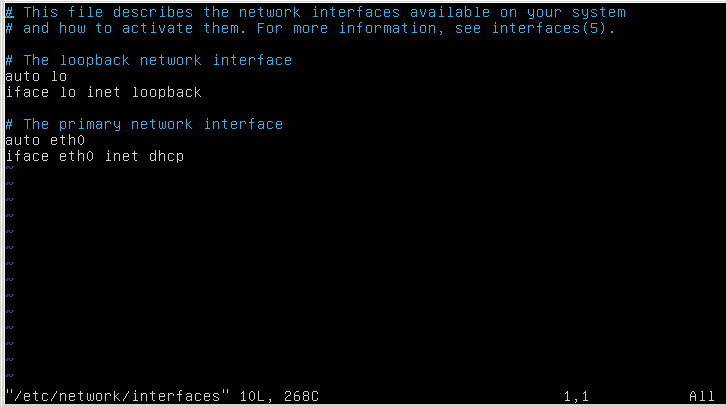 # This file describes the network interfaces available on your system
# and how to activate them. For more information, see interfaces(5).
# The loopback network interface
auto lo
iface lo inet loopback
# The primary network interface
auto eth0
iface eth0 inet dhcp
~
~
~
~
~
~
~
~
~
~
~
~
~
~
"/etc/network/interfaces" 10L, 268C 1,1 All